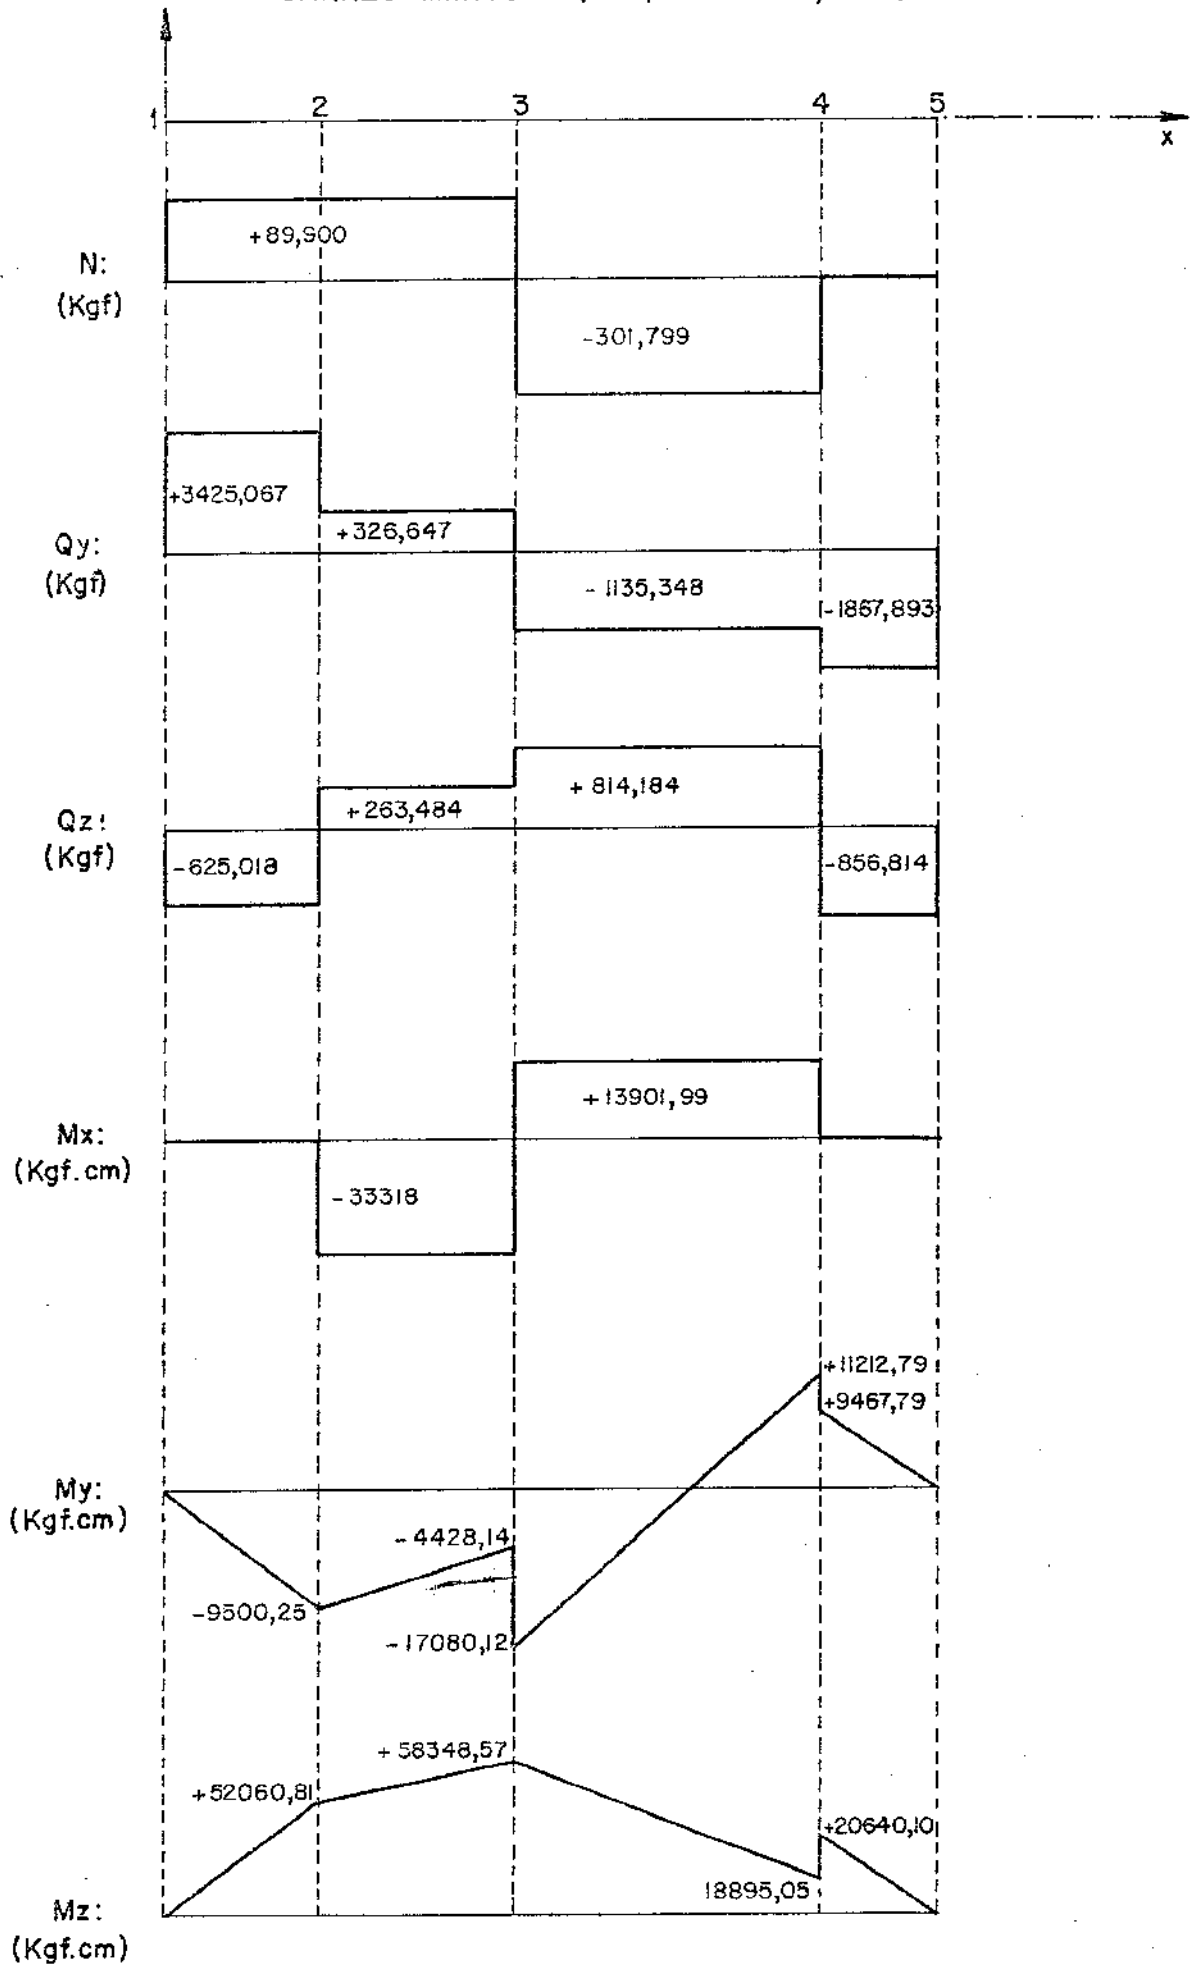 1 2 3 4 5
x
+89,900
N:
(Kgf)
-301,799
+3425,067
+326,647
Qy:
(Kgf)
-1135,348
-1867,893
+814,184
+263,484
Qz:
(Kgf)
-625,018
-856,814
+13901,99
Mx:
(Kgf.cm)
-33318
+11212,79
+9467,79
My:
(Kgf.cm)
-4428,14
-9500,25
-17080,12
+58348,57
+52060,81
+20640,10
18895,05
Mz:
(Kgf.cm)